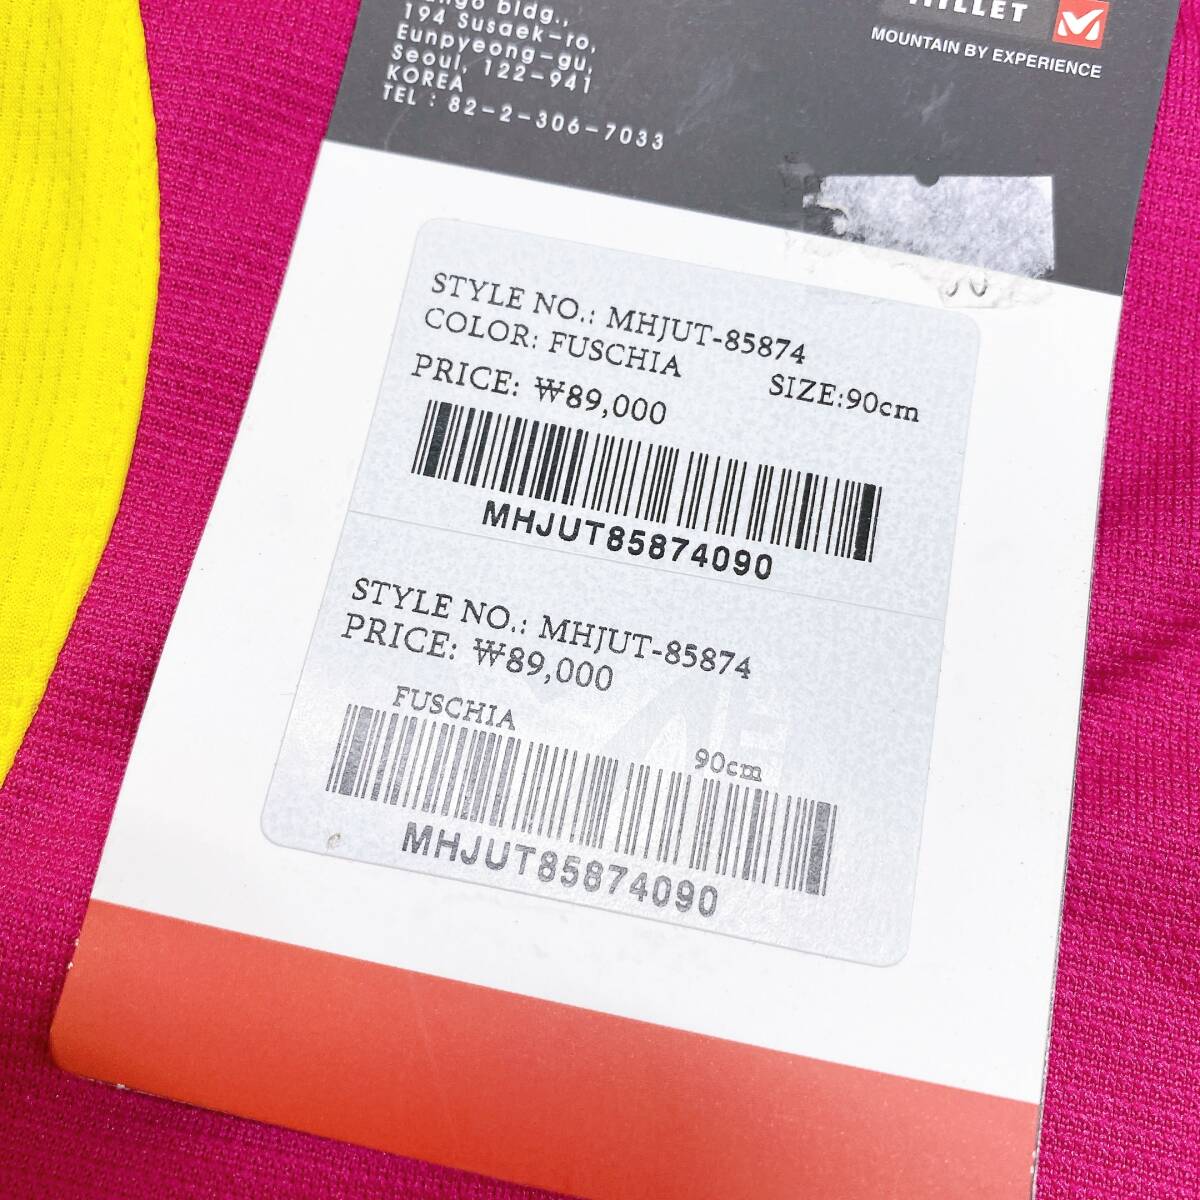 bldg.,
194 Susaek-ro,
Eunpyeong-gu,
Seoul, 122-941
KOREA
TEL : 82-2-306-7033
MILLET
MOUNTAIN BY EXPERIENCE
STYLE NO.: MHJUT-85874
COLOR: FUSCHIA
SIZE:90cm
PRICE: ₩89,000
MHJUT85874090
STYLE NO.: MHJUT-85874
PRICE: ₩89,000
FUSCHIA
90cm
MHJUT85874090